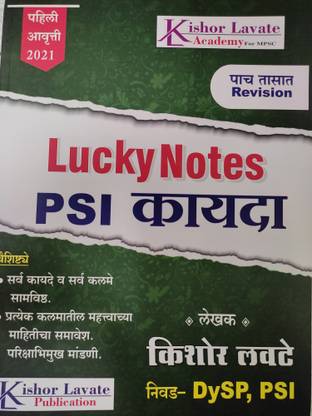 पहिली
आवृत्ती
2021
Kishor Lavate
Academy For MPSC
पाच तासात
Revision
Lucky Notes
PSI कायदा
वैशिष्ट्ये
• सर्व कायदे व सर्व कलमे
सामविष्ठ.
• प्रत्येक कलमातील महत्त्वाच्या
माहितीचा समावेश.
परिक्षाभिमुख मांडणी.
लेखक
किशोर लवटे
निवड- DySP, PSI
Kishor Lavate
Publication